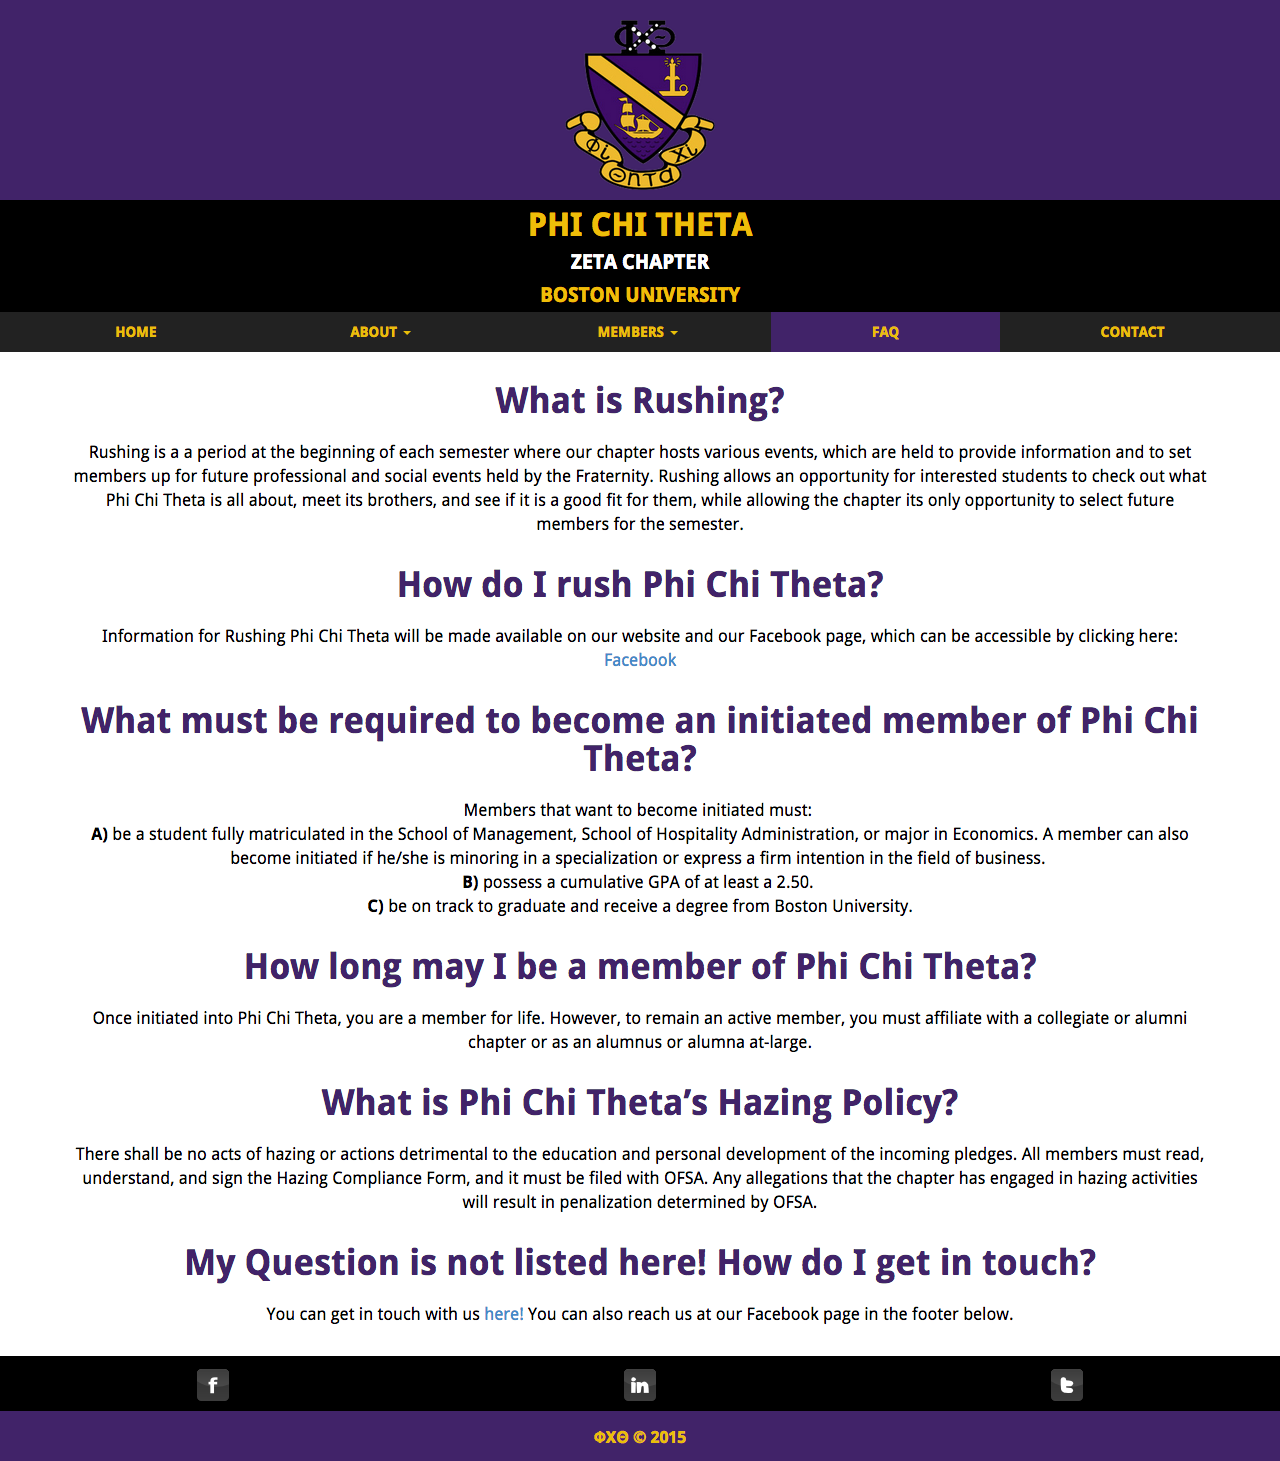 ΦΧΘ
Φi Θητα Χi
PHI CHI THETA
ZETA CHAPTER
BOSTON UNIVERSITY
HOME ABOUT MEMBERS FAQ CONTACT
What is Rushing?
Rushing is a a period at the beginning of each semester where our chapter hosts various events, which are held to provide information and to set
members up for future professional and social events held by the Fraternity. Rushing allows an opportunity for interested students to check out what
Phi Chi Theta is all about, meet its brothers, and see if it is a good fit for them, while allowing the chapter its only opportunity to select future
members for the semester.
How do I rush Phi Chi Theta?
Information for Rushing Phi Chi Theta will be made available on our website and our Facebook page, which can be accessible by clicking here:
Facebook
What must be required to become an initiated member of Phi Chi
Theta?
Members that want to become initiated must:
A) be a student fully matriculated in the School of Management, School of Hospitality Administration, or major in Economics. A member can also
become initiated if he/she is minoring in a specialization or express a firm intention in the field of business.
B) possess a cumulative GPA of at least a 2.50.
C) be on track to graduate and receive a degree from Boston University.
How long may I be a member of Phi Chi Theta?
Once initiated into Phi Chi Theta, you are a member for life. However, to remain an active member, you must affiliate with a collegiate or alumni
chapter or as an alumnus or alumna at-large.
What is Phi Chi Theta’s Hazing Policy?
There shall be no acts of hazing or actions detrimental to the education and personal development of the incoming pledges. All members must read,
understand, and sign the Hazing Compliance Form, and it must be filed with OFSA. Any allegations that the chapter has engaged in hazing activities
will result in penalization determined by OFSA.
My Question is not listed here! How do I get in touch?
You can get in touch with us here! You can also reach us at our Facebook page in the footer below.
f in t
ΦΧΘ © 2015